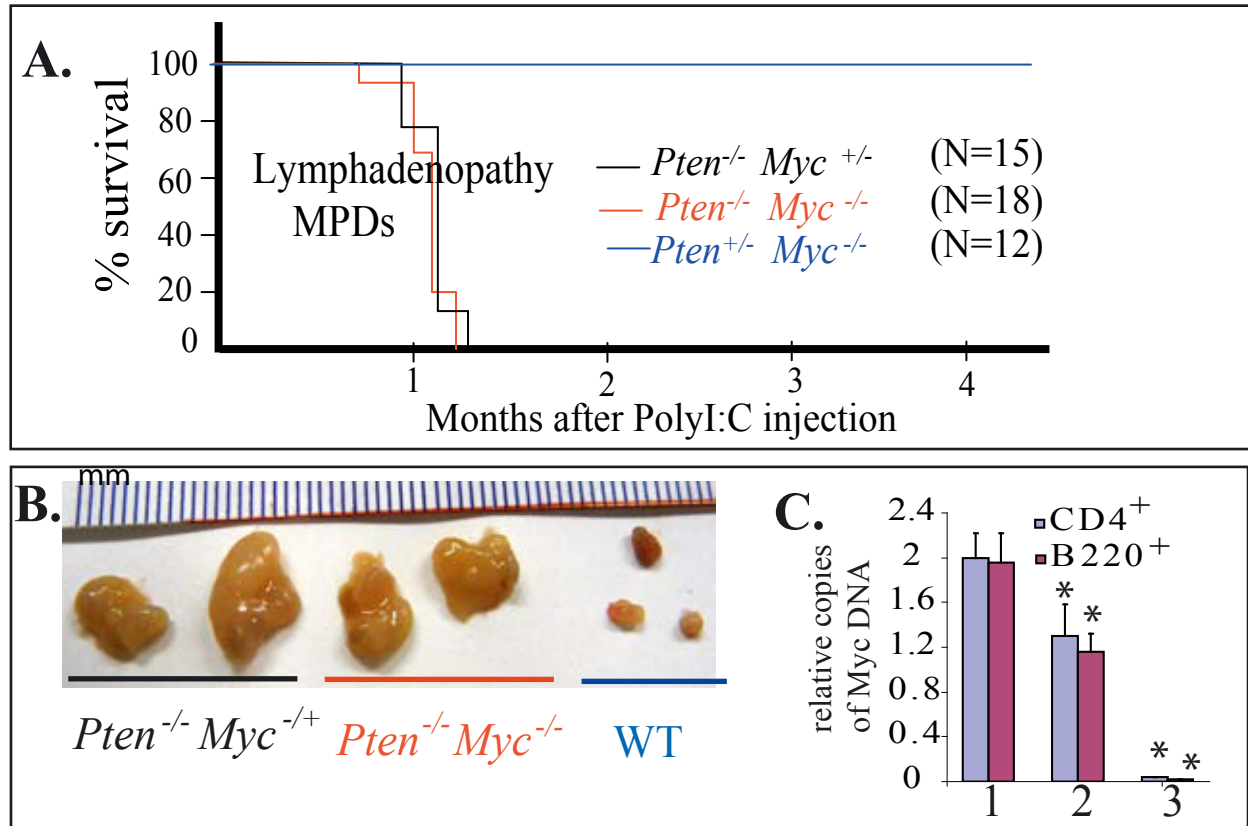 A.
% survival
100
80
60
40
20
0
Lymphadenopathy
MPDs
Pten-/- Myc +/- (N=15)
Pten-/- Myc -/- (N=18)
Pten+/- Myc-/- (N=12)
1 2 3 4
Months after PolyI:C injection
B.
mm
Pten-/- Myc-/+ Pten-/- Myc-/- WT
C.
relative copies
of Myc DNA
2.4
2
1.6
1.2
0.8
0.4
0
CD4+
B220+
* *
* *
1 2 3